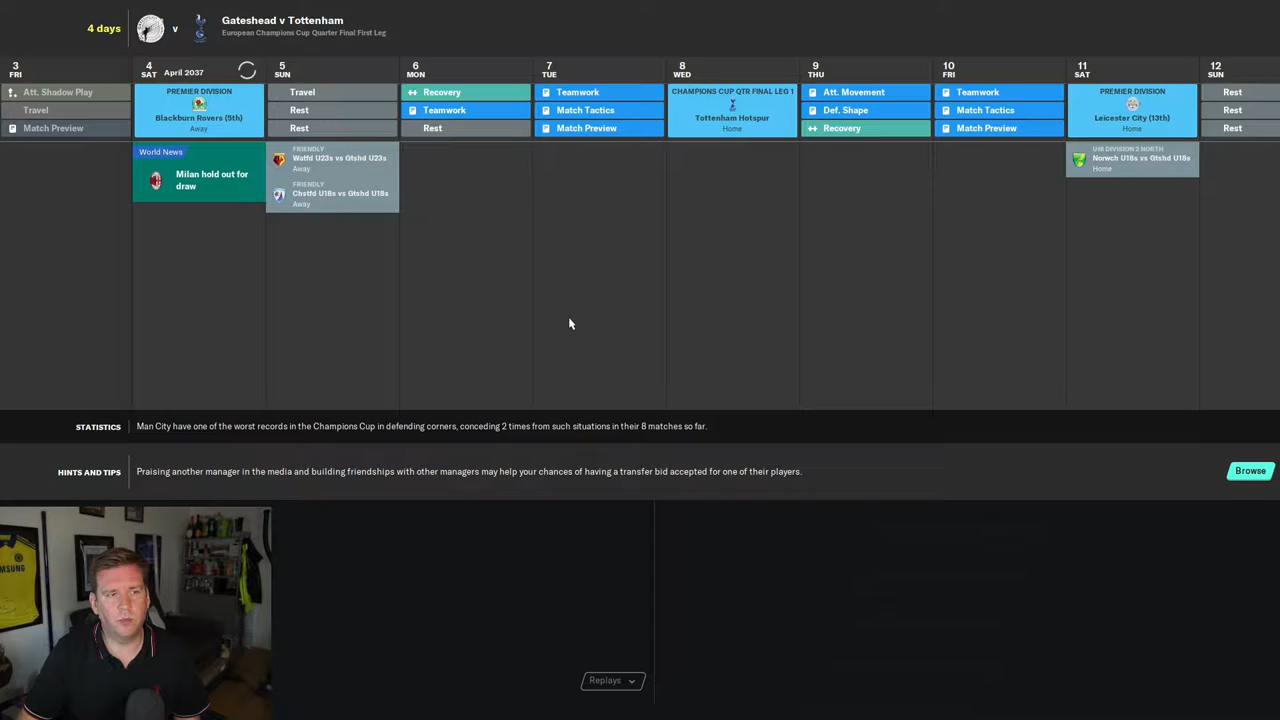 4 days
v
Gateshead v Tottenham
European Champions Cup Quarter Final First Leg
3
FRI
Att. Shadow Play
Travel
Match Preview
4
SAT April 2037
PREMIER DIVISION
Blackburn Rovers (5th)
Away
World News
Milan hold out for
draw
5
SUN
Travel
Rest
Rest
FRIENDLY
Watfd U23s vs Gtshd U23s
Away
FRIENDLY
Chstfd U18s vs Gtshd U18s
Away
6
MON
Recovery
Teamwork
Rest
7
TUE
Teamwork
Match Tactics
Match Preview
8
WED
CHAMPIONS CUP QTR FINAL LEG 1
Tottenham Hotspur
Home
9
THU
Att. Movement
Def. Shape
Recovery
10
FRI
Teamwork
Match Tactics
Match Preview
11
SAT
PREMIER DIVISION
Leicester City (13th)
Home
U18 DIVISION 2 NORTH
Norwch U18s vs Gtshd U18s
Home
12
SUN
Rest
Rest
Rest
STATISTICS
Man City have one of the worst records in the Champions Cup in defending corners, conceding 2 times from such situations in their 8 matches so far.
HINTS AND TIPS
Praising another manager in the media and building friendships with other managers may help your chances of having a transfer bid accepted for one of their players.
Browse
Replays